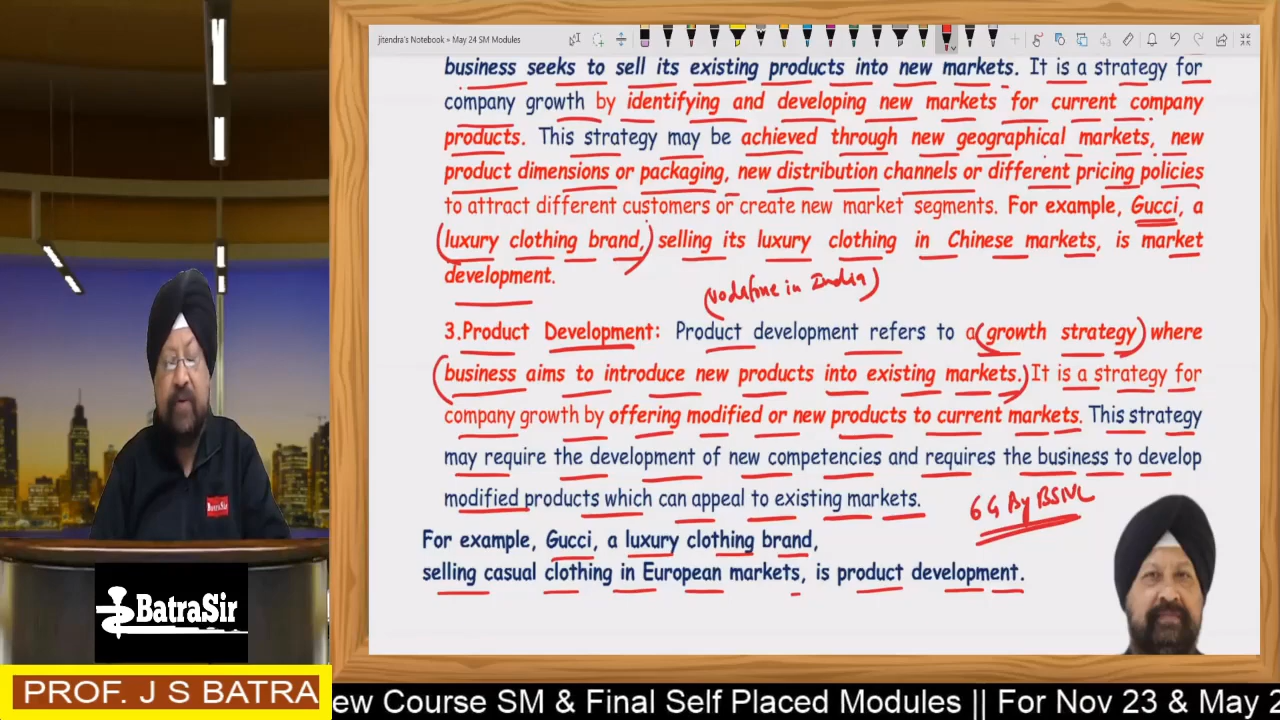 jitendra's Notebook » May 24 SM Modules
business seeks to sell its existing products into new markets. It is a strategy for
company growth by identifying and developing new markets for current company
products. This strategy may be achieved through new geographical markets, new
product dimensions or packaging, new distribution channels or different pricing policies
to attract different customers or create new market segments. For example, Gucci, a
luxury clothing brand, selling its luxury clothing in Chinese markets, is market
development.
(Vodafone in India)
3.Product Development: Product development refers to a growth strategy where
business aims to introduce new products into existing markets. It is a strategy for
company growth by offering modified or new products to current markets. This strategy
may require the development of new competencies and requires the business to develop
modified products which can appeal to existing markets.
6G By BSNL
For example, Gucci, a luxury clothing brand,
selling casual clothing in European markets, is product development.
BatraSir
BatraSir
PROF. J S BATRA
ew Course SM & Final Self Placed Modules || For Nov 23 & May 2